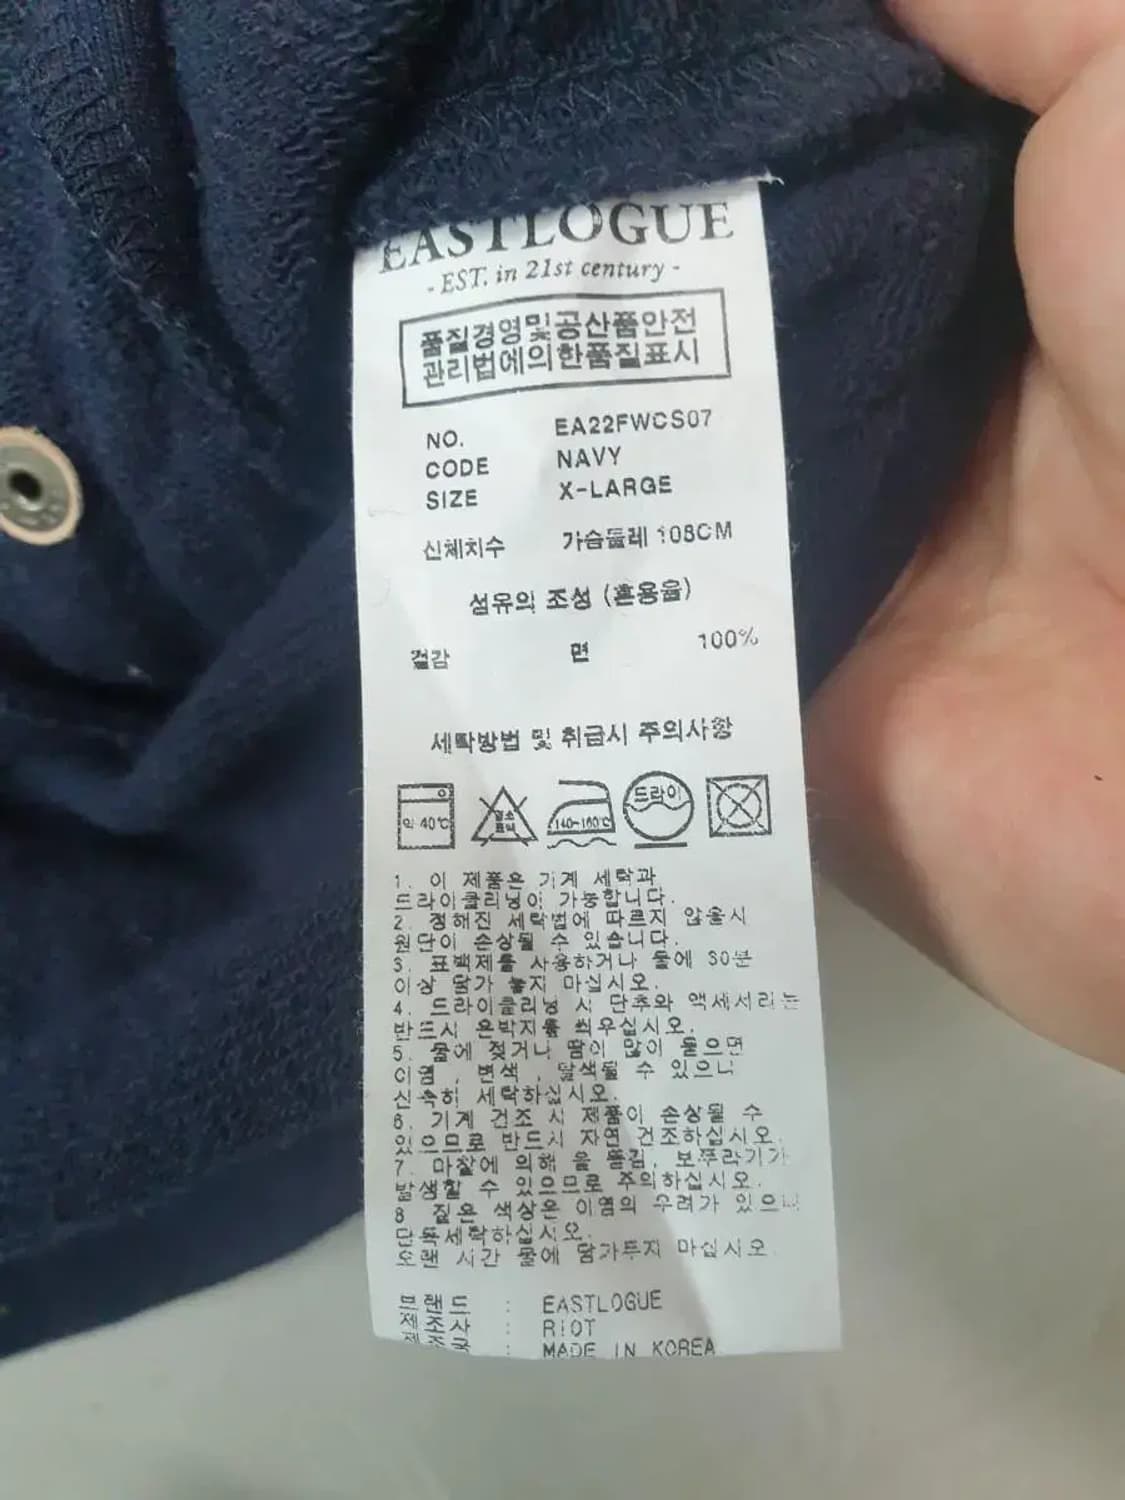 EASTLOGUE
- EST. in 21st century -
품질경영및공산품안전
관리법에의한품질표시
NO. EA22FWCS07
CODE NAVY
SIZE X-LARGE
신체치수 가슴둘레 108CM
섬유의 조성 (혼용율)
겉감 면 100%
세탁방법 및 취급시 주의사항
약 40℃ 염소 표백 140~160℃ 드라이
1. 이 제품은 기계 세탁과
드라이클리닝이 가능합니다.
2. 정해진 세탁법에 따르지 않을시
원단이 손상될 수 있습니다.
3. 표백제를 사용하거나 물에 30분
이상 담가 놓지 마십시오.
4. 드라이클리닝 시 단추와 액세서리는
반드시 은박지를 씌우십시오.
5. 물에 젖거나 땀이 많이 묻으면
이염, 변색, 탈색될 수 있으니
신속히 세탁하십시오.
6. 기계 건조 시 제품이 손상될 수
있으므로 반드시 자연 건조하십시오.
7. 마찰에 의해 올 뜯김, 보푸라기가
발생할 수 있으므로 주의하십시오.
8 짙은 색상은 이염의 우려가 있으니
단독세탁하십시오.
오랜 시간 물에 담가두지 마십시오.
브랜드 : EASTLOGUE
제조사 : RIOT
제조국 : MADE IN KOREA